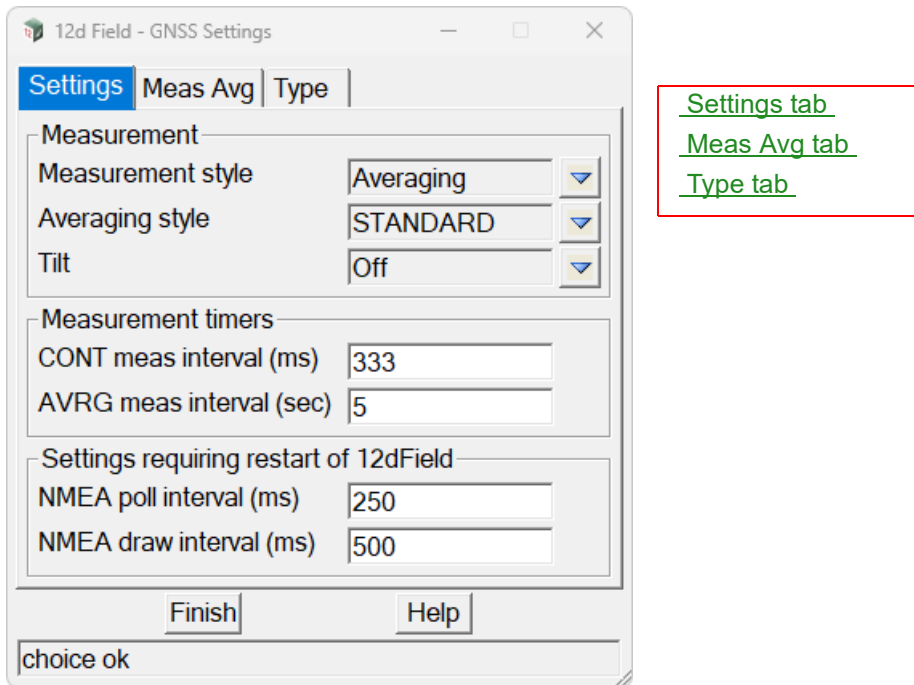 12d Field - GNSS Settings
Settings Meas Avg Type
Measurement
Measurement style Averaging
Averaging style STANDARD
Tilt Off
Measurement timers
CONT meas interval (ms) 333
AVRG meas interval (sec) 5
Settings requiring restart of 12dField
NMEA poll interval (ms) 250
NMEA draw interval (ms) 500
Finish Help
choice ok
Settings tab
Meas Avg tab
Type tab